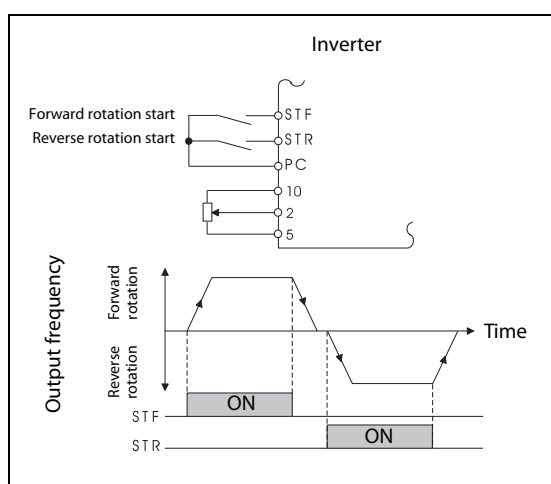 Inverter
Forward rotation start
STF
Reverse rotation start
STR
PC
10
2
5
Output frequency
Forward
rotation
Reverse
rotation
Time
ON
STF
ON
STR